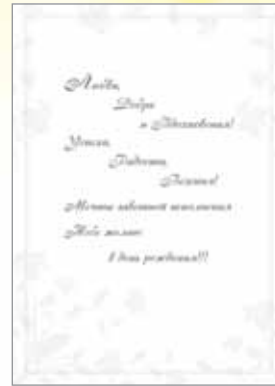 Любви,
Добра
и Вдохновения!
Успеха,
Радости,
Везения!
Мечты заветной исполнения
Тебе желаю
В день рождения!!!